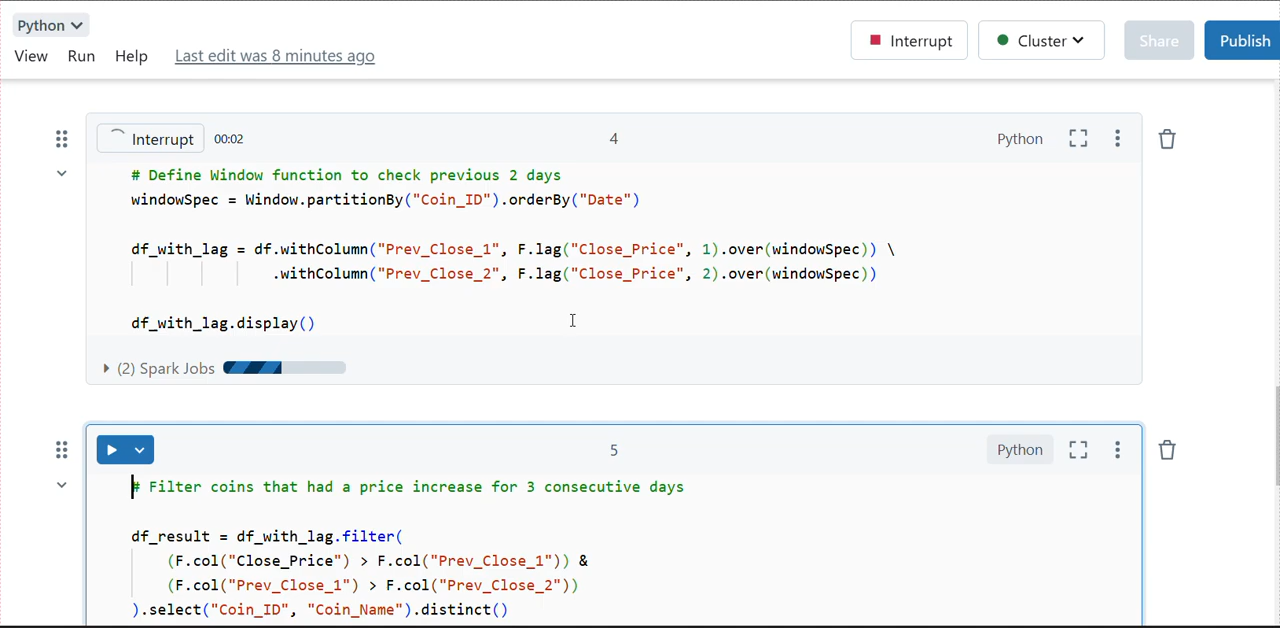 Python
View Run Help Last edit was 8 minutes ago
Interrupt Cluster Share Publish
Interrupt 00:02 4 Python
# Define Window function to check previous 2 days
windowSpec = Window.partitionBy("Coin_ID").orderBy("Date")
df_with_lag = df.withColumn("Prev_Close_1", F.lag("Close_Price", 1).over(windowSpec)) \
.withColumn("Prev_Close_2", F.lag("Close_Price", 2).over(windowSpec))
df_with_lag.display()
(2) Spark Jobs
5 Python
# Filter coins that had a price increase for 3 consecutive days
df_result = df_with_lag.filter(
(F.col("Close_Price") > F.col("Prev_Close_1")) &
(F.col("Prev_Close_1") > F.col("Prev_Close_2"))
).select("Coin_ID", "Coin_Name").distinct()